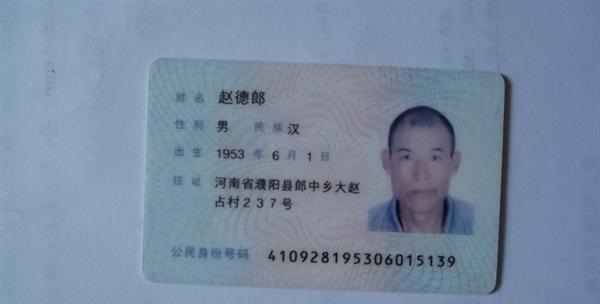 姓名 赵德郎
性别 男 民族 汉
出生 1953 年 6 月 1 日
住址 河南省濮阳县郎中乡大赵
占村237号
公民身份号码 410928195306015139